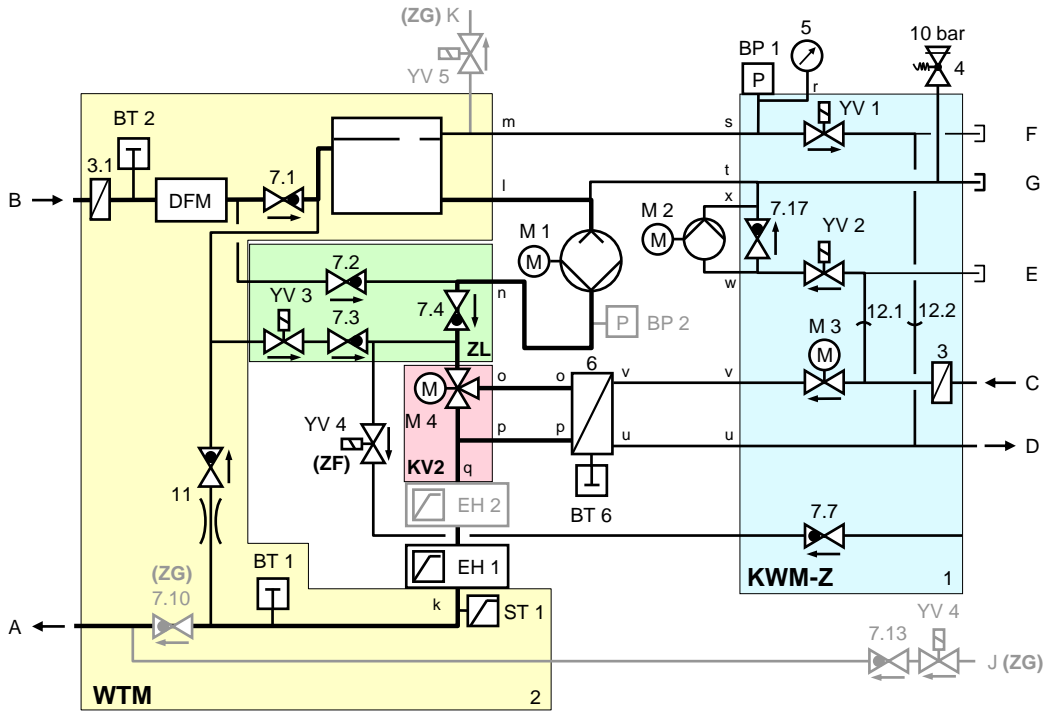 (ZG) K
YV 5
BP 1
5
10 bar
4
P
r
BT 2
YV 1
m
s
F
3.1
7.1
t
G
B
DFM
l
x
M 2
7.17
M 1
M
YV 2
M
w
E
7.2
YV 3
n
7.3
7.4
P
BP 2
12.1
12.2
M 3
M
ZL
6
3
M
o
o
v
v
C
M 4
YV 4
(ZF)
p
p
u
u
D
KV2
q
11
EH 2
BT 6
7.7
BT 1
EH 1
KWM-Z
1
(ZG)
7.10
k
ST 1
A
YV 4
7.13
J (ZG)
WTM
2